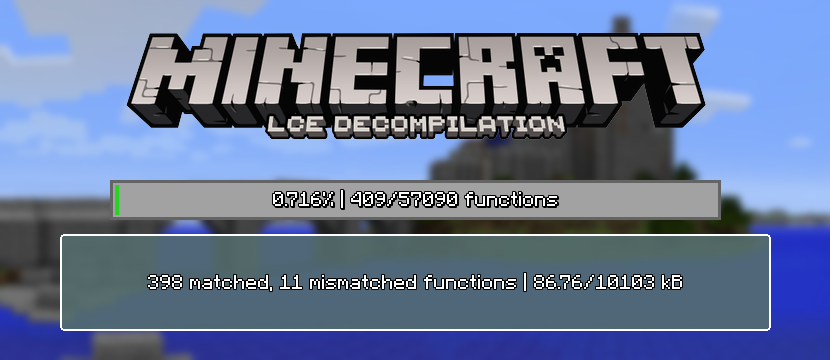 MINECRAFT
LCE DECOMPILATION
0.716% | 409/57090 functions
398 matched, 11 mismatched functions | 86.76/10103 kB